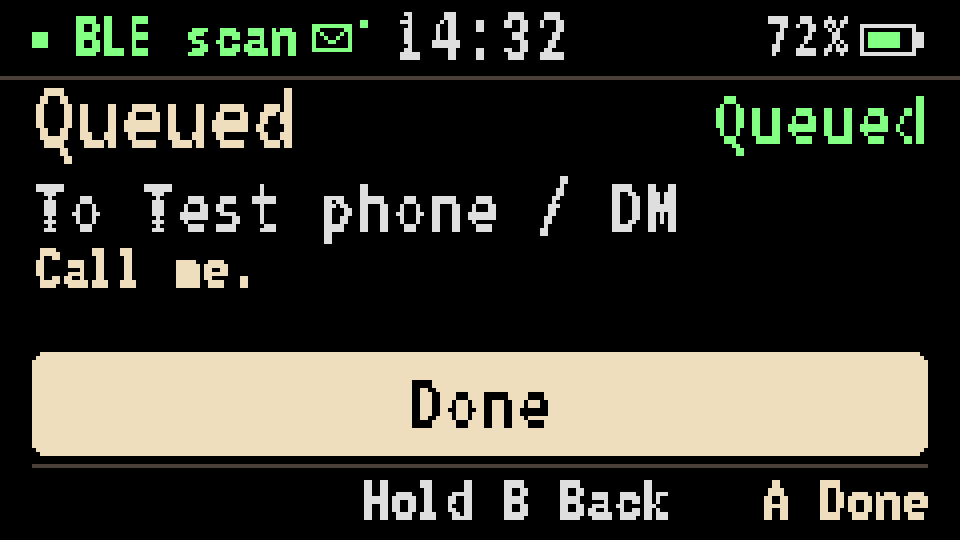 BLE scan 14:32 72%
Queued Queued
To Test phone / DM
Call me.
Done
Hold B Back A Done